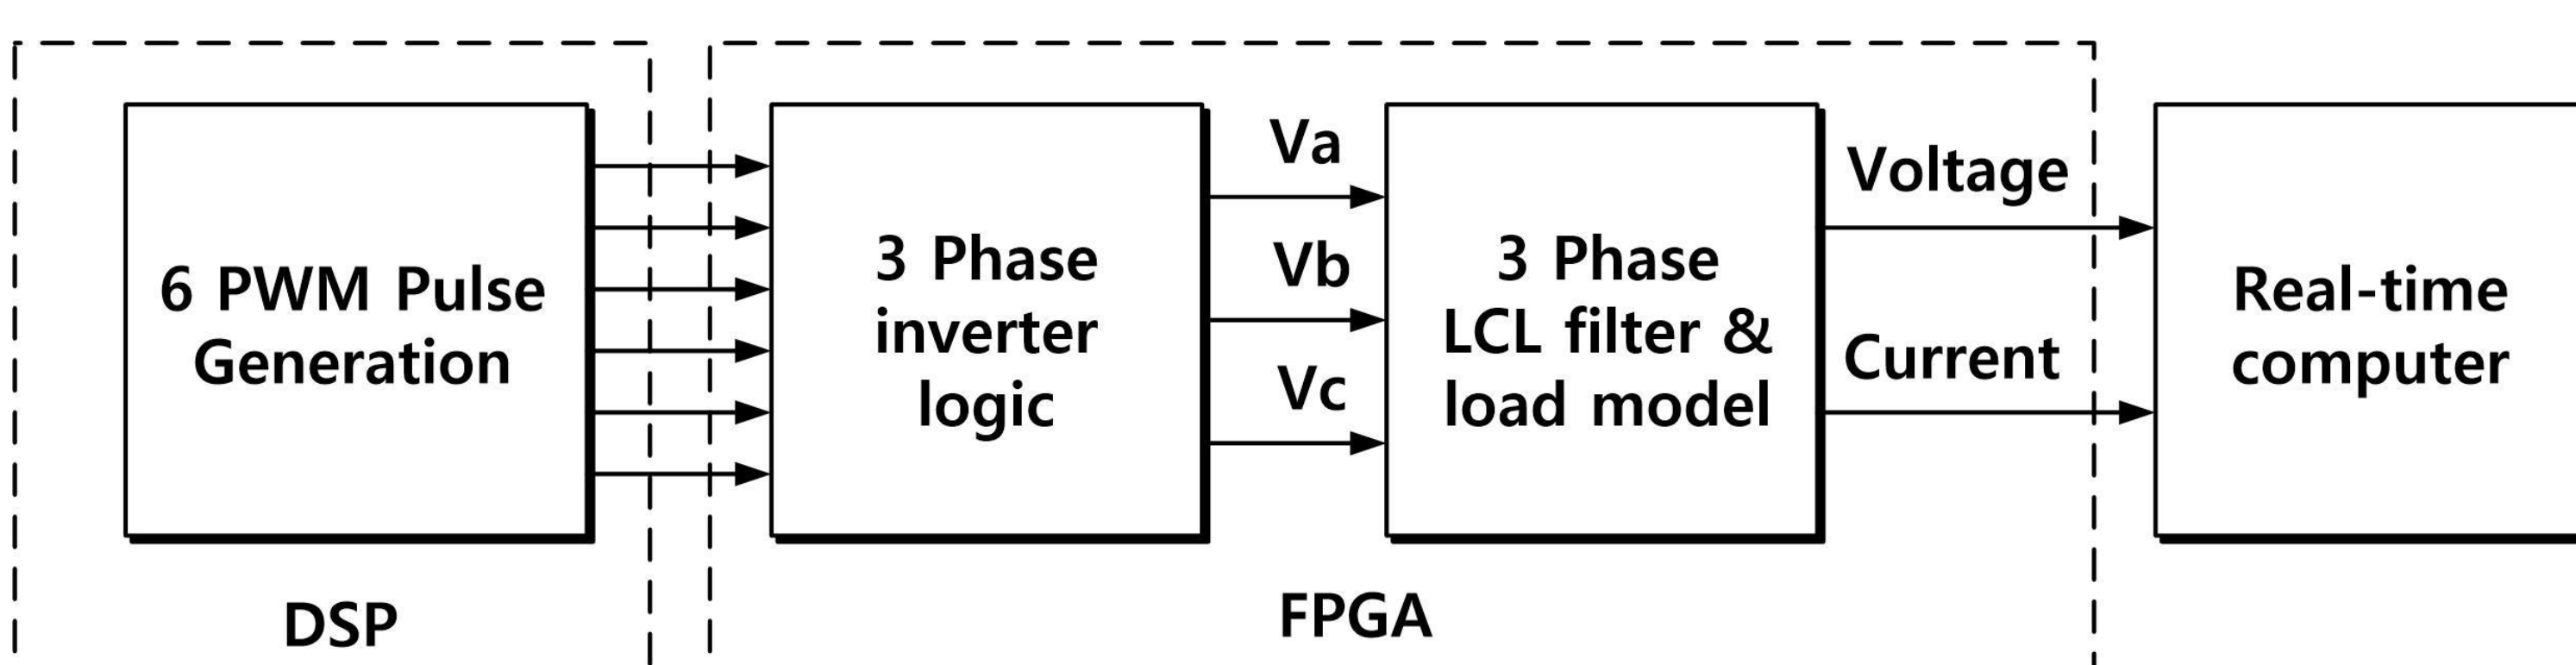 6 PWM Pulse
Generation
DSP
3 Phase
inverter
logic
Va
Vb
Vc
3 Phase
LCL filter &
load model
FPGA
Voltage
Current
Real-time
computer